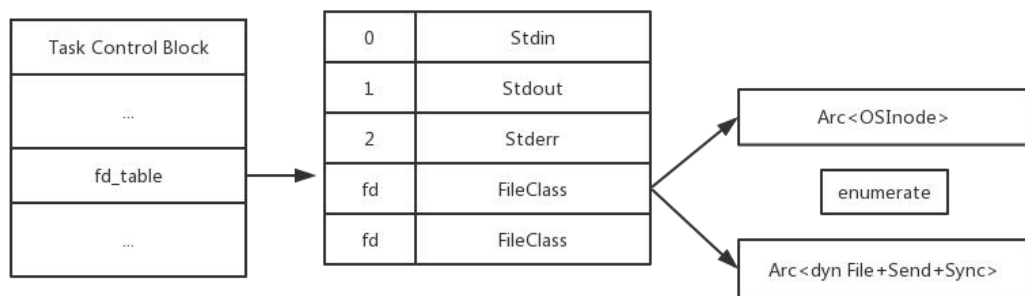 Task Control Block
...
fd_table
...
0 Stdin
1 Stdout
2 Stderr
fd FileClass
fd FileClass
Arc<OSInode>
enumerate
Arc<dyn File+Send+Sync>